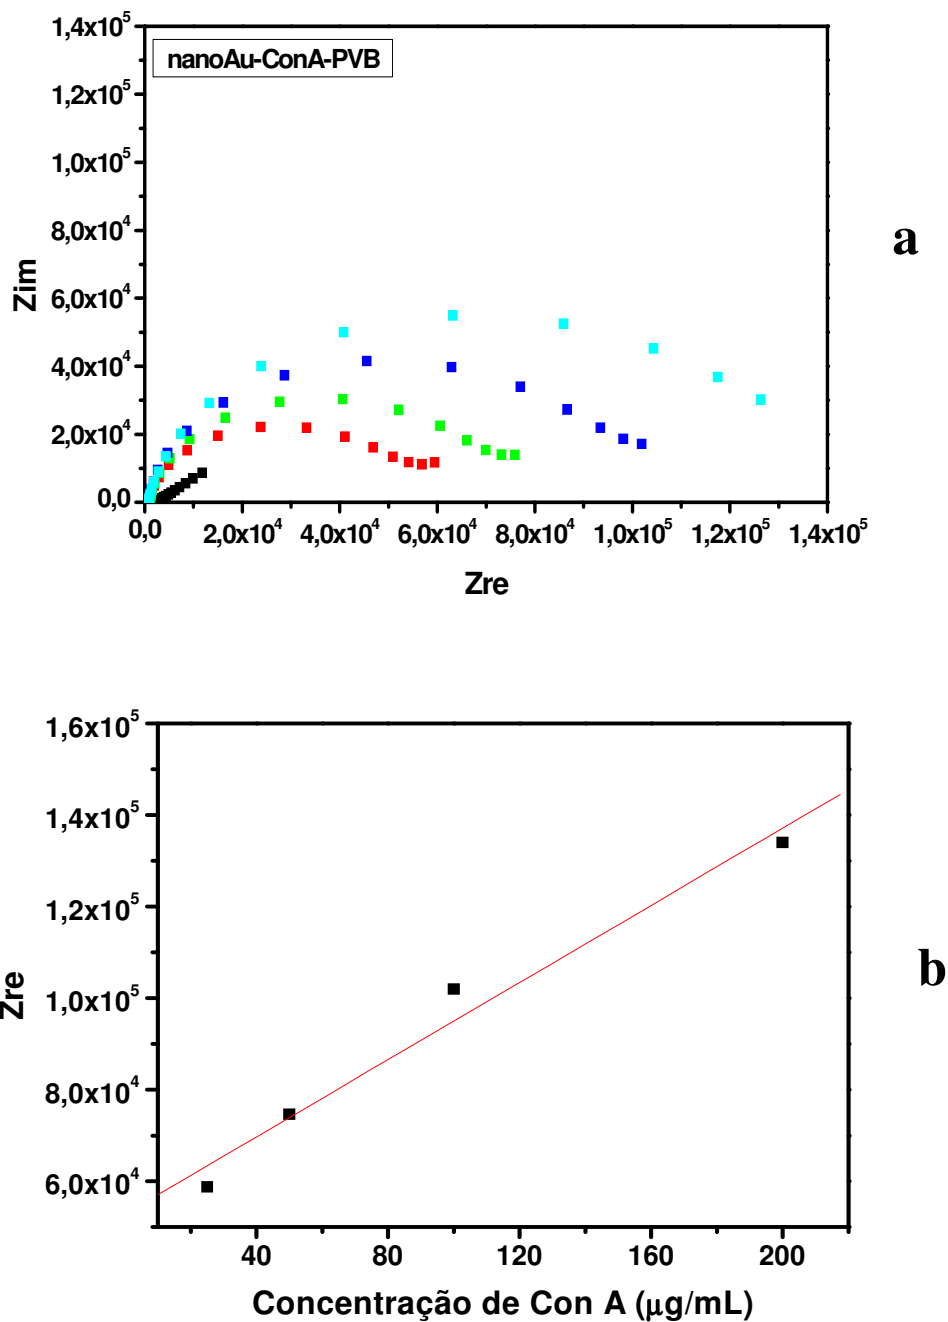 1,4x10⁵
nanoAu-ConA-PVB
1,2x10⁵
1,0x10⁵
8,0x10⁴
a
Zim
6,0x10⁴
4,0x10⁴
2,0x10⁴
0,0
0,0 2,0x10⁴ 4,0x10⁴ 6,0x10⁴ 8,0x10⁴ 1,0x10⁵ 1,2x10⁵ 1,4x10⁵
Zre
1,6x10⁵
1,4x10⁵
1,2x10⁵
b
Zre
1,0x10⁵
8,0x10⁴
6,0x10⁴
40 80 120 160 200
Concentração de Con A (μg/mL)